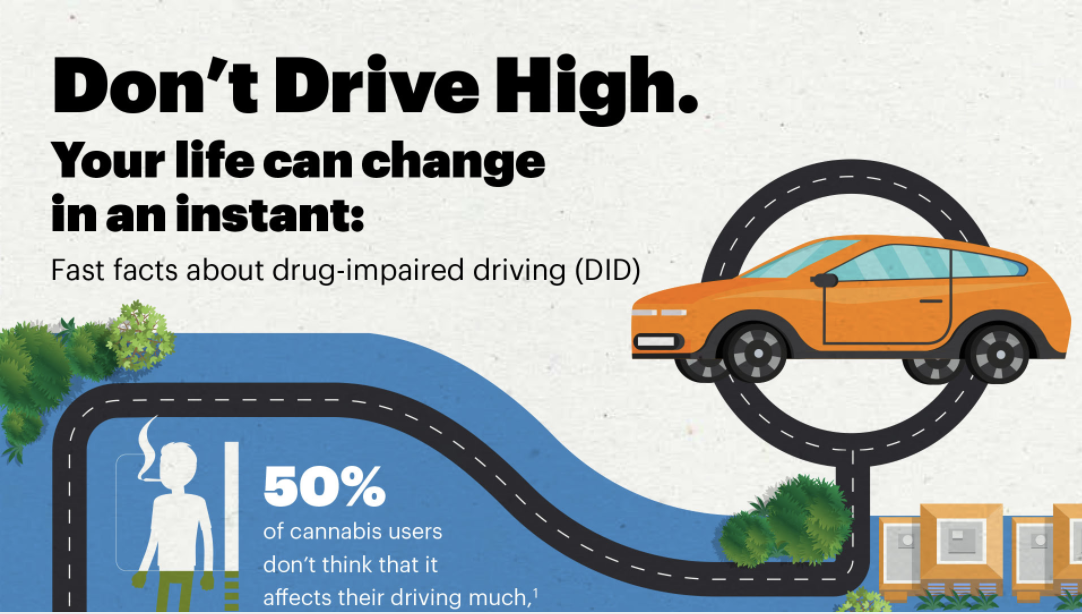 Don’t Drive High.
Your life can change
in an instant:
Fast facts about drug-impaired driving (DID)
50%
of cannabis users
don’t think that it
affects their driving much,¹